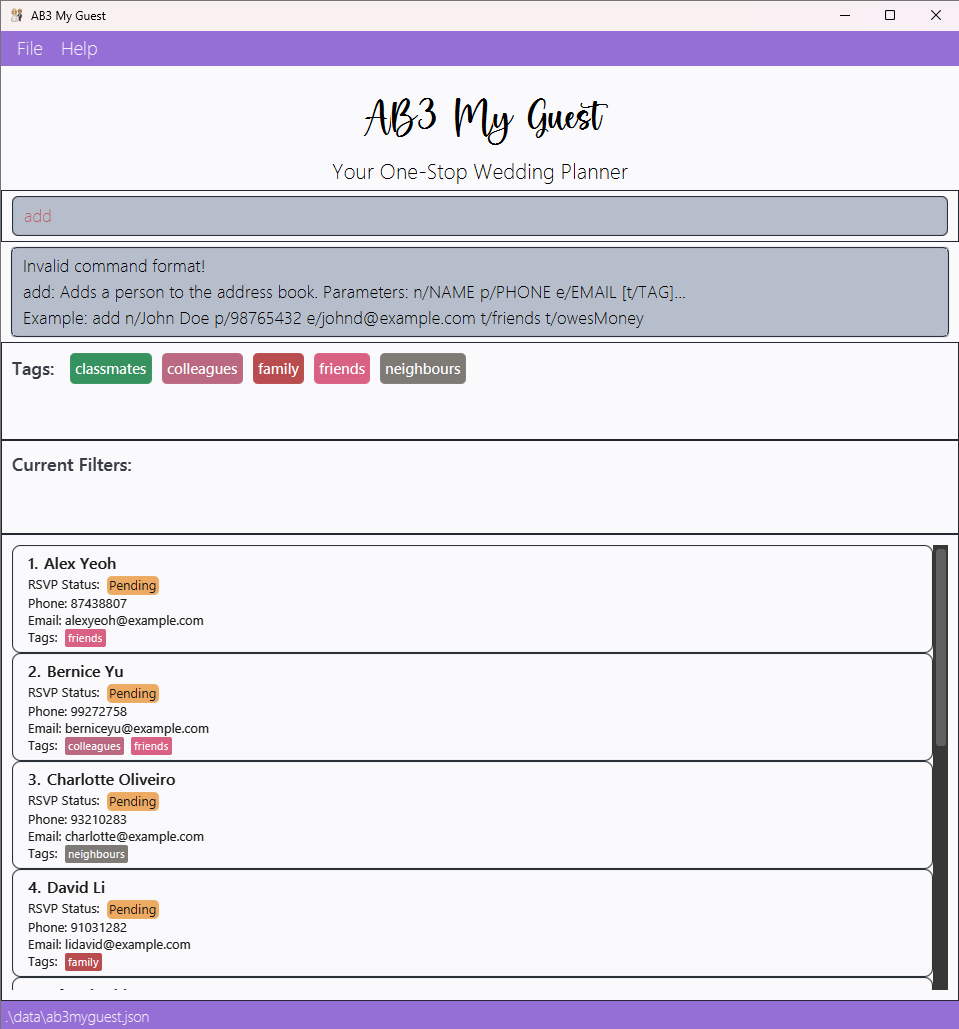 AB3 My Guest
File Help
AB3 My Guest
Your One-Stop Wedding Planner
add
Invalid command format!
add: Adds a person to the address book. Parameters: n/NAME p/PHONE e/EMAIL [t/TAG]...
Example: add n/John Doe p/98765432 e/johnd@example.com t/friends t/owesMoney
Tags: classmates colleagues family friends neighbours
Current Filters:
1. Alex Yeoh
RSVP Status: Pending
Phone: 87438807
Email: alexyeoh@example.com
Tags: friends
2. Bernice Yu
RSVP Status: Pending
Phone: 99272758
Email: berniceyu@example.com
Tags: colleagues friends
3. Charlotte Oliveiro
RSVP Status: Pending
Phone: 93210283
Email: charlotte@example.com
Tags: neighbours
4. David Li
RSVP Status: Pending
Phone: 91031282
Email: lidavid@example.com
Tags: family
.\data\ab3myguest.json